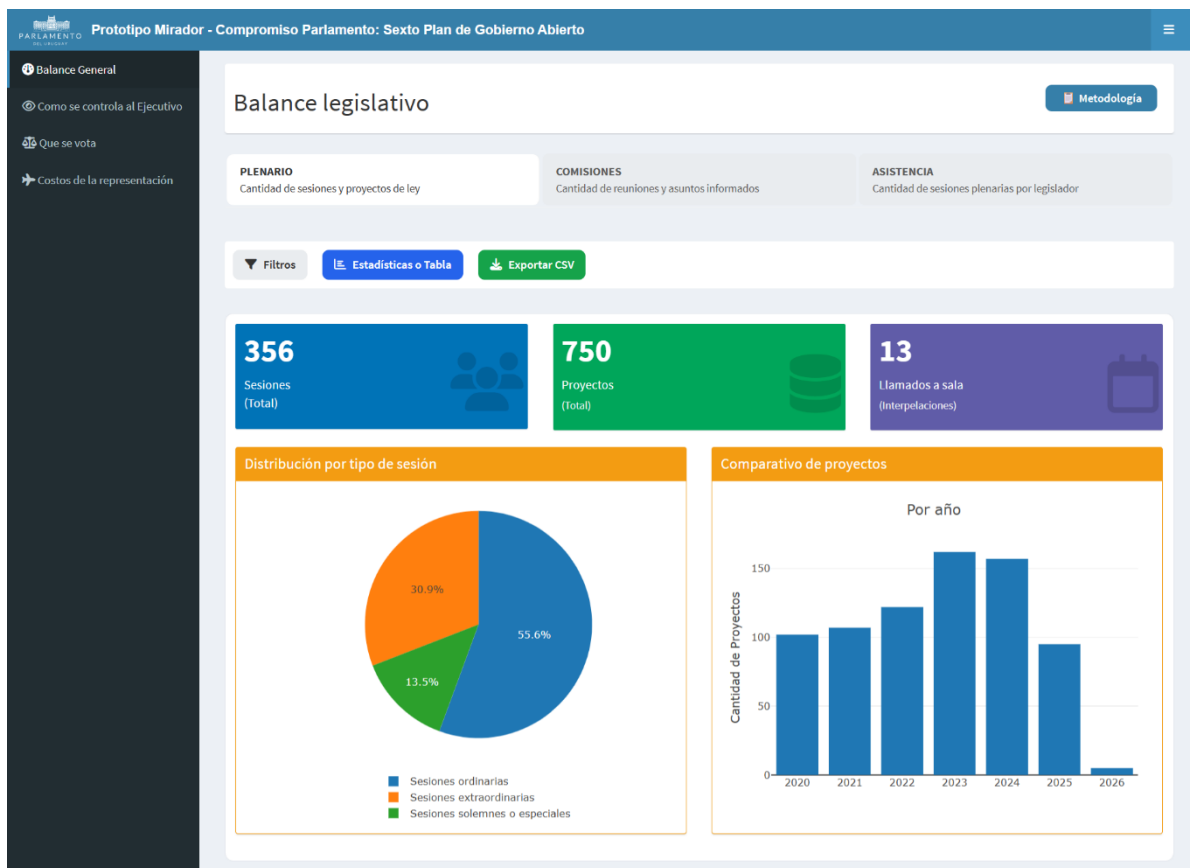 PARLAMENTO
DEL URUGUAY
Prototipo Mirador - Compromiso Parlamento: Sexto Plan de Gobierno Abierto
Balance General
Como se controla al Ejecutivo
Que se vota
Costos de la representación
Balance legislativo
Metodología
PLENARIO
Cantidad de sesiones y proyectos de ley
COMISIONES
Cantidad de reuniones y asuntos informados
ASISTENCIA
Cantidad de sesiones plenarias por legislador
Filtros
Estadísticas o Tabla
Exportar CSV
356
Sesiones
(Total)
750
Proyectos
(Total)
13
Llamados a sala
(Interpelaciones)
Distribución por tipo de sesión
30.9%
55.6%
13.5%
Sesiones ordinarias
Sesiones extraordinarias
Sesiones solemnes o especiales
Comparativo de proyectos
Por año
Cantidad de Proyectos
150
100
50
0
2020 2021 2022 2023 2024 2025 2026